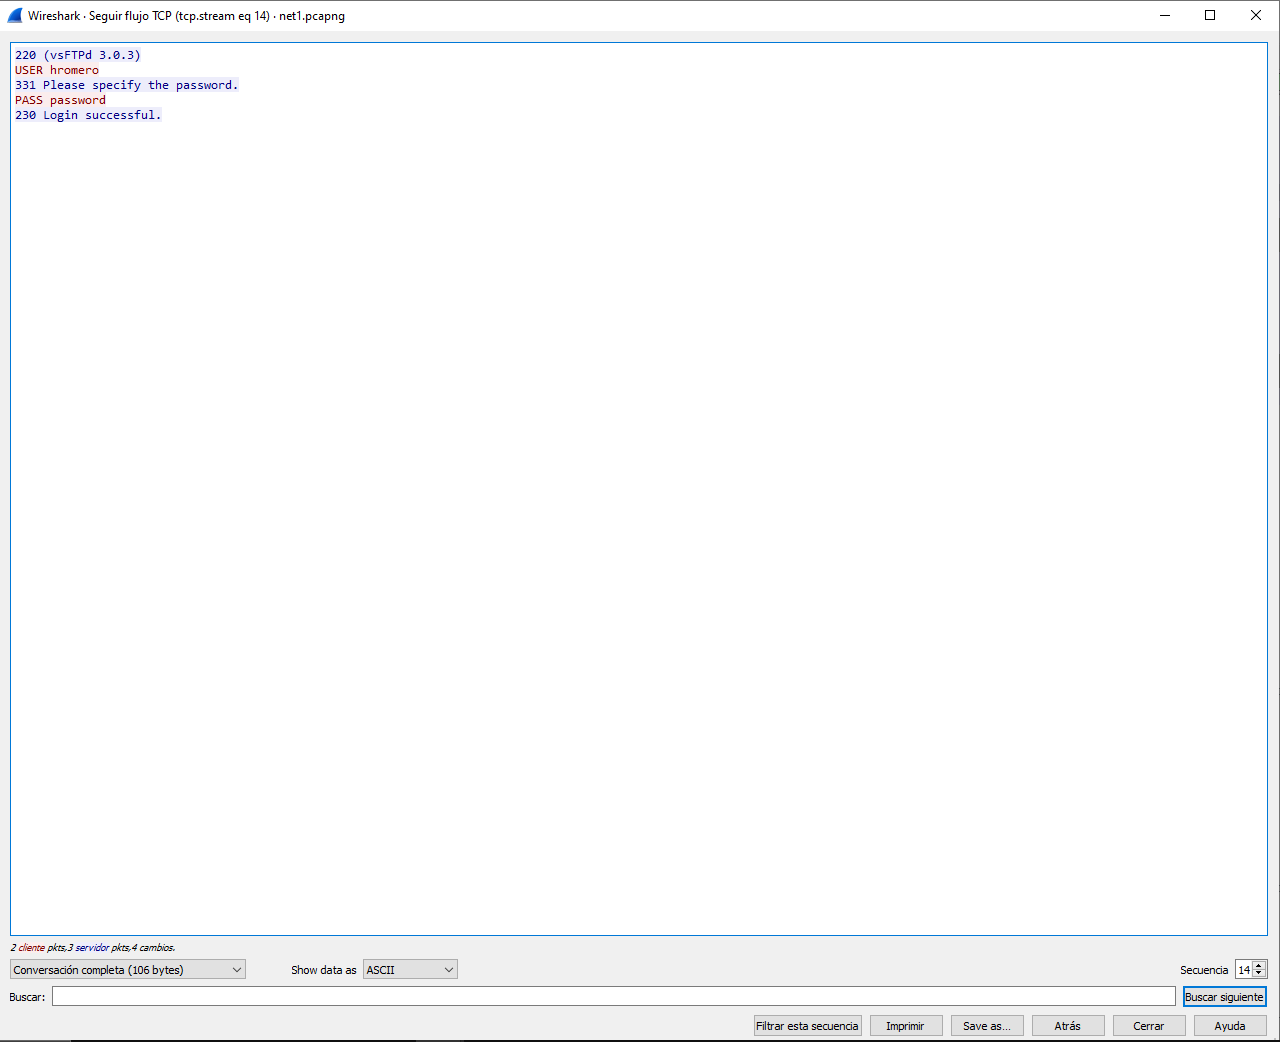 Wireshark · Seguir flujo TCP (tcp.stream eq 14) · net1.pcapng
220 (vsFTPd 3.0.3)
USER hromero
331 Please specify the password.
PASS password
230 Login successful.
2 cliente pkts,3 servidor pkts,4 cambios.
Conversación completa (106 bytes) Show data as ASCII Secuencia 14
Buscar: Buscar siguiente
Filtrar esta secuencia Imprimir Save as... Atrás Cerrar Ayuda